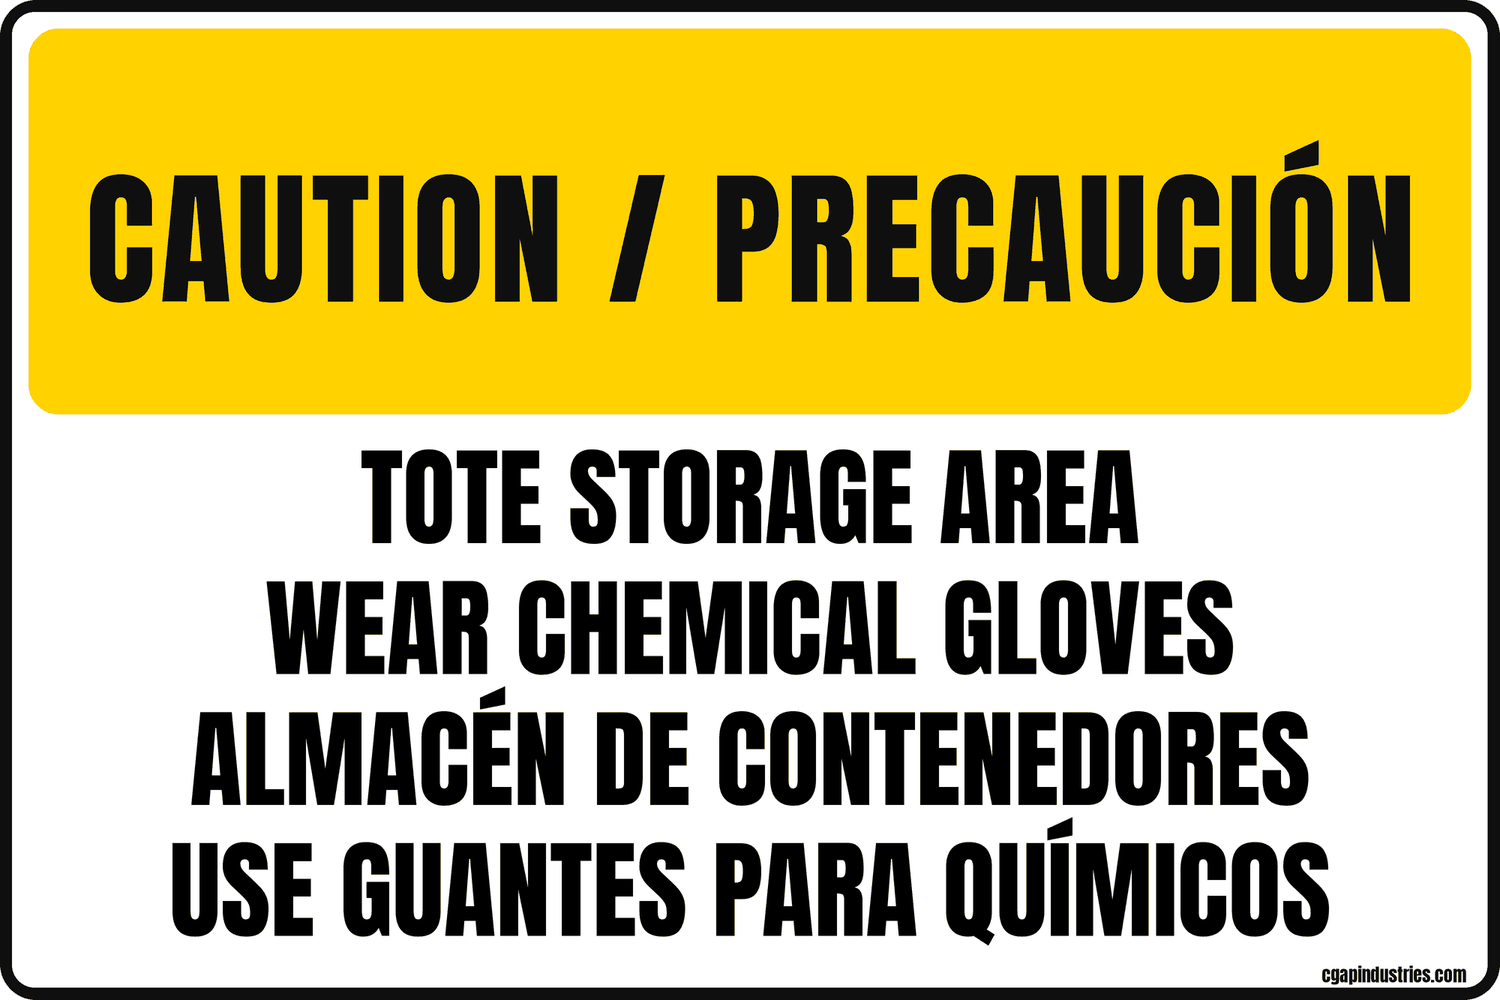 CAUTION / PRECAUCIÓN
TOTE STORAGE AREA
WEAR CHEMICAL GLOVES
ALMACÉN DE CONTENEDORES
USE GUANTES PARA QUÍMICOS
cgapindustries.com